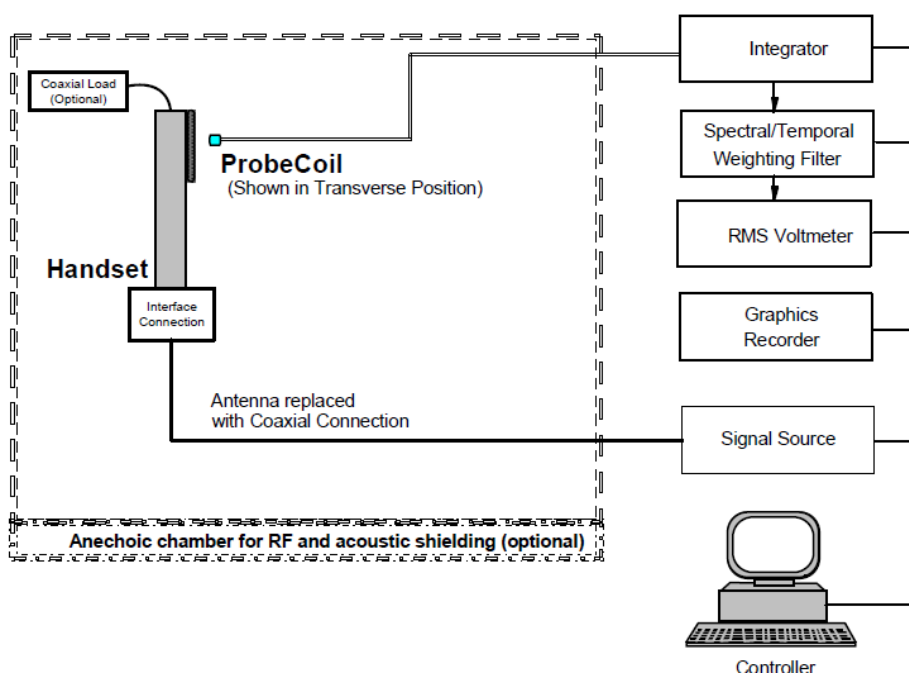 Coaxial Load
(Optional)
Integrator
Spectral/Temporal
Weighting Filter
ProbeCoil
(Shown in Transverse Position)
RMS Voltmeter
Handset
Interface
Connection
Graphics
Recorder
Antenna replaced
with Coaxial Connection
Signal Source
Anechoic chamber for RF and acoustic shielding (optional)
Controller